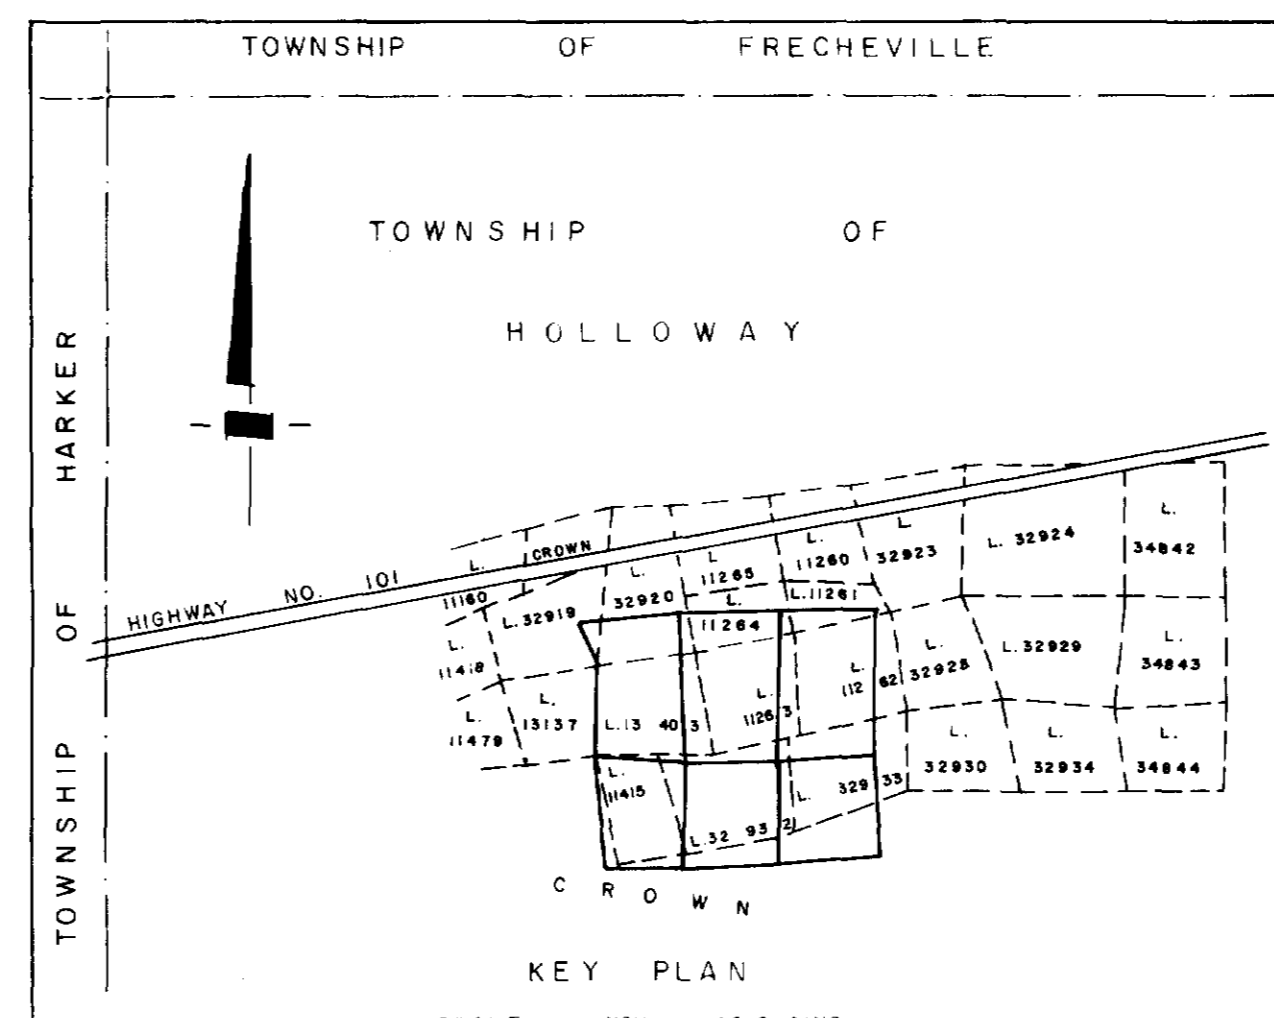 TOWNSHIP OF FRECHEVILLE
TOWNSHIP OF
HOLLOWAY
TOWNSHIP OF HARKER
HIGHWAY NO. 101
CROWN
L.
11160
L. 32919
L.
32920
L
11265
L.
11260
L
32923
L. 32924
L.
34842
L.11261
L.
11264
L.
11418
L.
11479
L.
13137
L.13 40 3
L.
1126 3
L.
112 62
L.
32928
L.32929
L.
34843
L.
11415
L.32 93 2
L. 329 33
L.
32930
L.
32934
L.
34844
CROWN
KEY PLAN